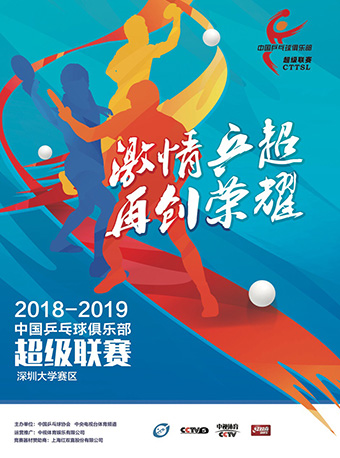 中国乒乓球俱乐部
超级联赛
CTTSL
激情乒超
再创荣耀
2018-2019
中国乒乓球俱乐部
超级联赛
深圳大学赛区
主办单位：中国乒乓球协会 中央电视台体育频道
运营推广：中视体育娱乐有限公司
竞赛器材赞助商：上海红双喜股份有限公司
CCTV5
中视体育
CCTV